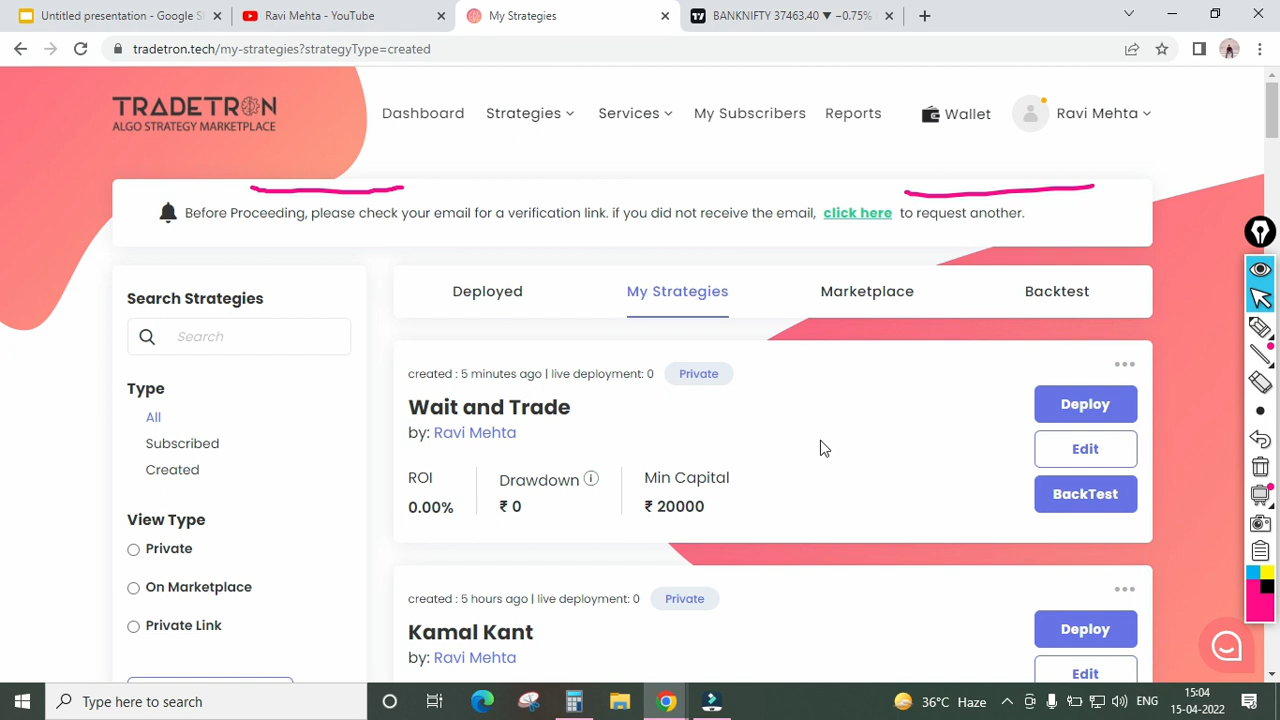 Untitled presentation - Google S
Ravi Mehta - YouTube
My Strategies
BANKNIFTY 37463.40 ▼ −0.75%
tradetron.tech/my-strategies?strategyType=created
TRADETRON
ALGO STRATEGY MARKETPLACE
Dashboard
Strategies
Services
My Subscribers
Reports
Wallet
Ravi Mehta
Before Proceeding, please check your email for a verification link. if you did not receive the email, click here to request another.
Search Strategies
Search
Type
All
Subscribed
Created
View Type
Private
On Marketplace
Private Link
Deployed
My Strategies
Marketplace
Backtest
created : 5 minutes ago | live deployment: 0 Private
Wait and Trade
by: Ravi Mehta
ROI
0.00%
Drawdown
₹ 0
Min Capital
₹ 20000
Deploy
Edit
BackTest
created : 5 hours ago | live deployment: 0 Private
Kamal Kant
by: Ravi Mehta
Deploy
Edit
Type here to search
36°C Haze
ENG
15:04
15-04-2022